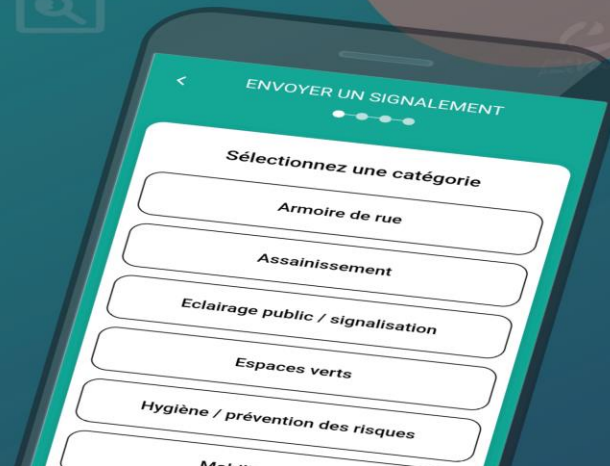 ENVOYER UN SIGNALEMENT
Sélectionnez une catégorie
Armoire de rue
Assainissement
Eclairage public / signalisation
Espaces verts
Hygiène / prévention des risques